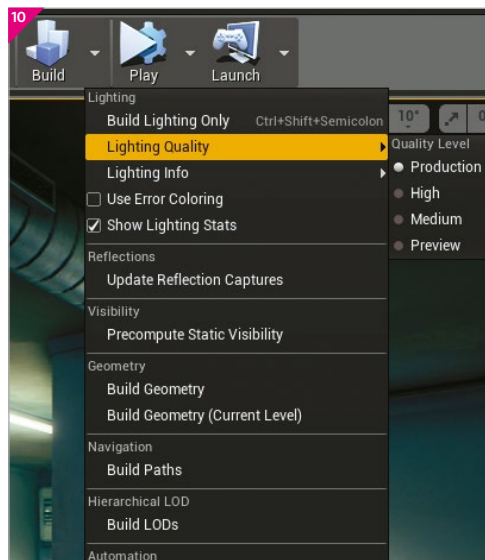 10
Build Play Launch
Lighting
Build Lighting Only Ctrl+Shift+Semicolon
10°
Lighting Quality
Quality Level
Production
Lighting Info
High
Use Error Coloring
Medium
Show Lighting Stats
Preview
Reflections
Update Reflection Captures
Visibility
Precompute Static Visibility
Geometry
Build Geometry
Build Geometry (Current Level)
Navigation
Build Paths
Hierarchical LOD
Build LODs
Automation